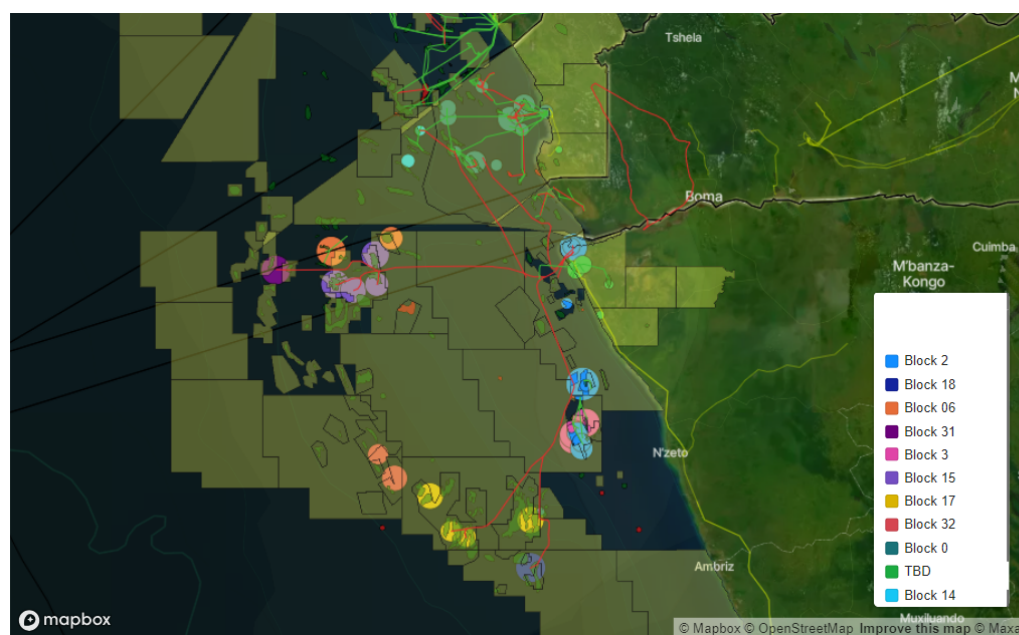 Tshela
M
N
Boma
Cuimba
M'banza-
Kongo
Block 2
Block 18
Block 06
Block 31
Block 3
Block 15
Block 17
Block 32
Block 0
TBD
Block 14
N'zeto
Ambriz
Muxiluando
mapbox
© Mapbox © OpenStreetMap Improve this map © Maxa